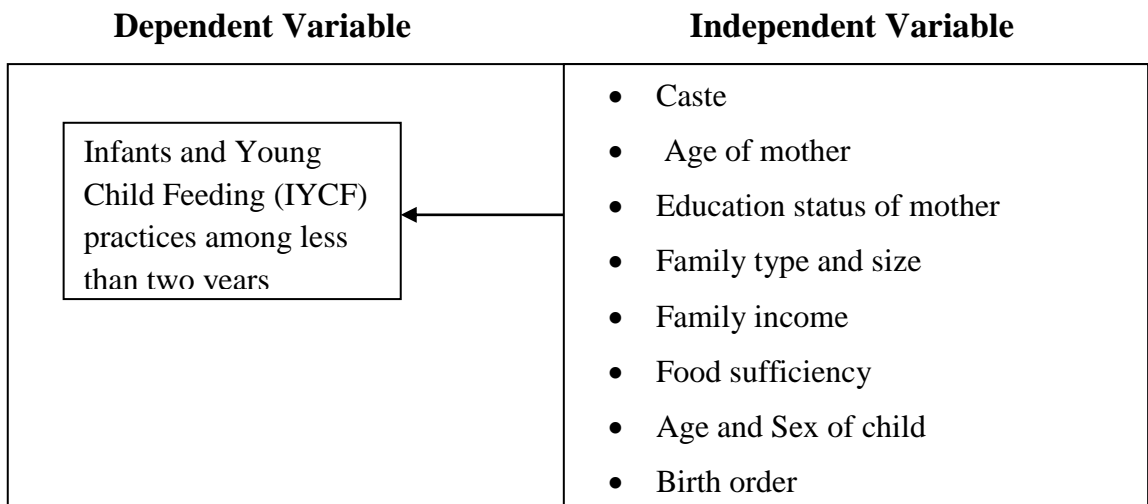 Dependent Variable
Independent Variable
Infants and Young
Child Feeding (IYCF)
practices among less
than two years
• Caste
• Age of mother
• Education status of mother
• Family type and size
• Family income
• Food sufficiency
• Age and Sex of child
• Birth order